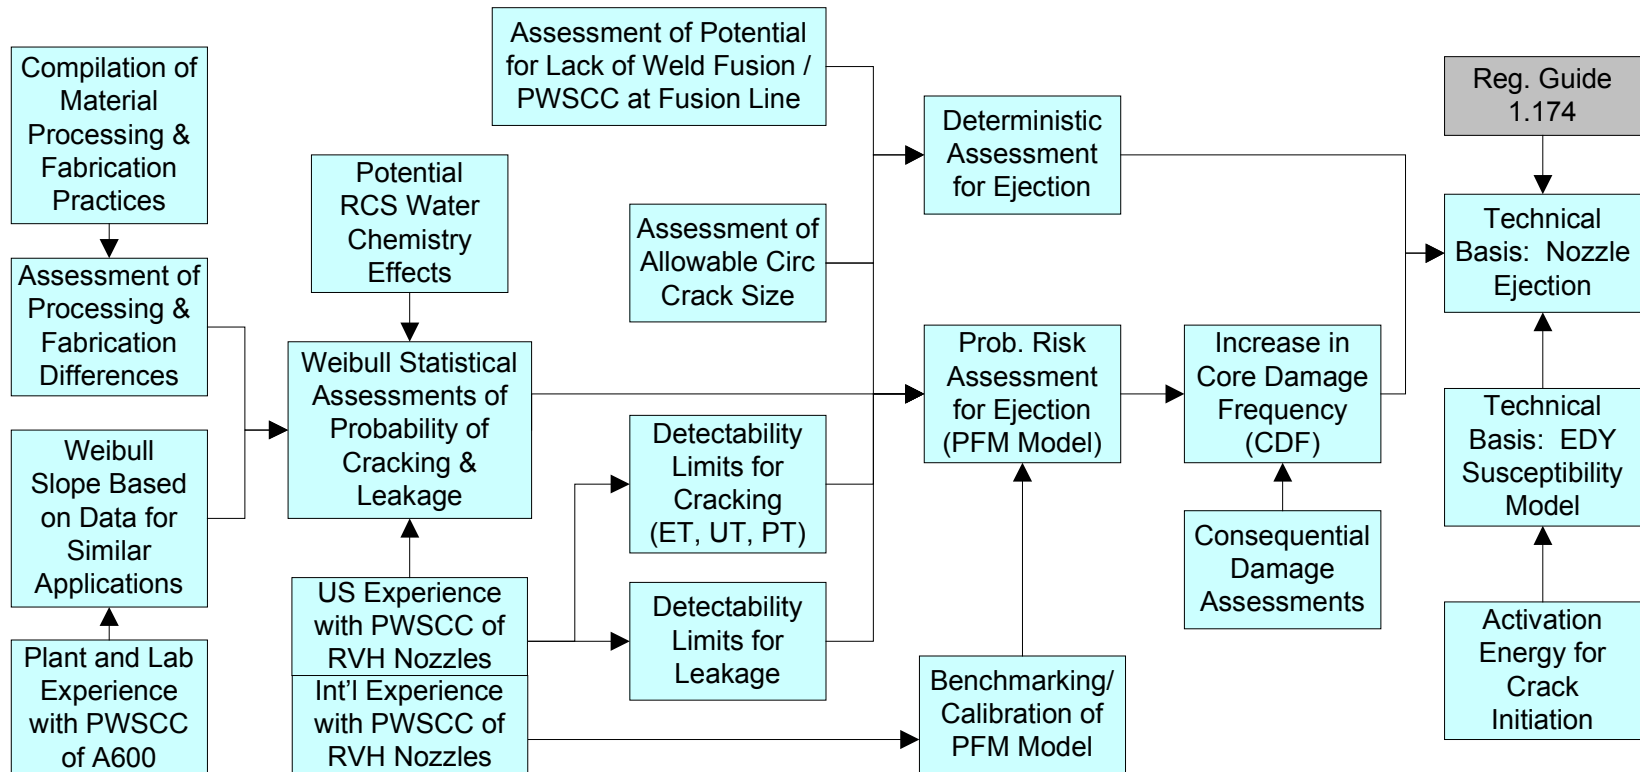 Compilation of
Material
Processing &
Fabrication
Practices
Assessment of
Processing &
Fabrication
Differences
Weibull
Slope Based
on Data for
Similar
Applications
Plant and Lab
Experience
with PWSCC
of A600
Potential
RCS Water
Chemistry
Effects
Weibull Statistical
Assessments of
Probability of
Cracking &
Leakage
US Experience
with PWSCC of
RVH Nozzles
Int'l Experience
with PWSCC of
RVH Nozzles
Assessment of Potential
for Lack of Weld Fusion /
PWSCC at Fusion Line
Assessment of
Allowable Circ
Crack Size
Detectability
Limits for
Cracking
(ET, UT, PT)
Detectability
Limits for
Leakage
Deterministic
Assessment
for Ejection
Prob. Risk
Assessment
for Ejection
(PFM Model)
Benchmarking/
Calibration of
PFM Model
Increase in
Core Damage
Frequency
(CDF)
Consequential
Damage
Assessments
Reg. Guide
1.174
Technical
Basis: Nozzle
Ejection
Technical
Basis: EDY
Susceptibility
Model
Activation
Energy for
Crack
Initiation